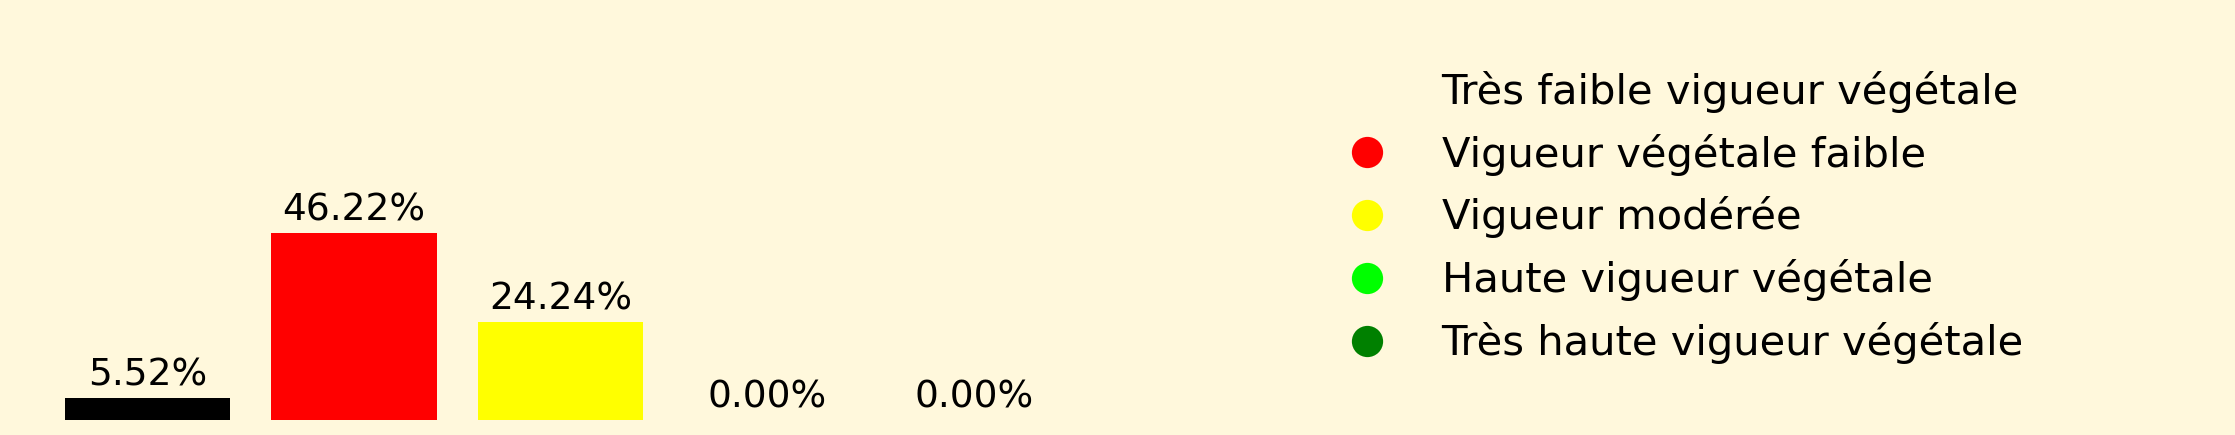 5.52%
46.22%
24.24%
0.00%
0.00%
Très faible vigueur végétale
Vigueur végétale faible
Vigueur modérée
Haute vigueur végétale
Très haute vigueur végétale